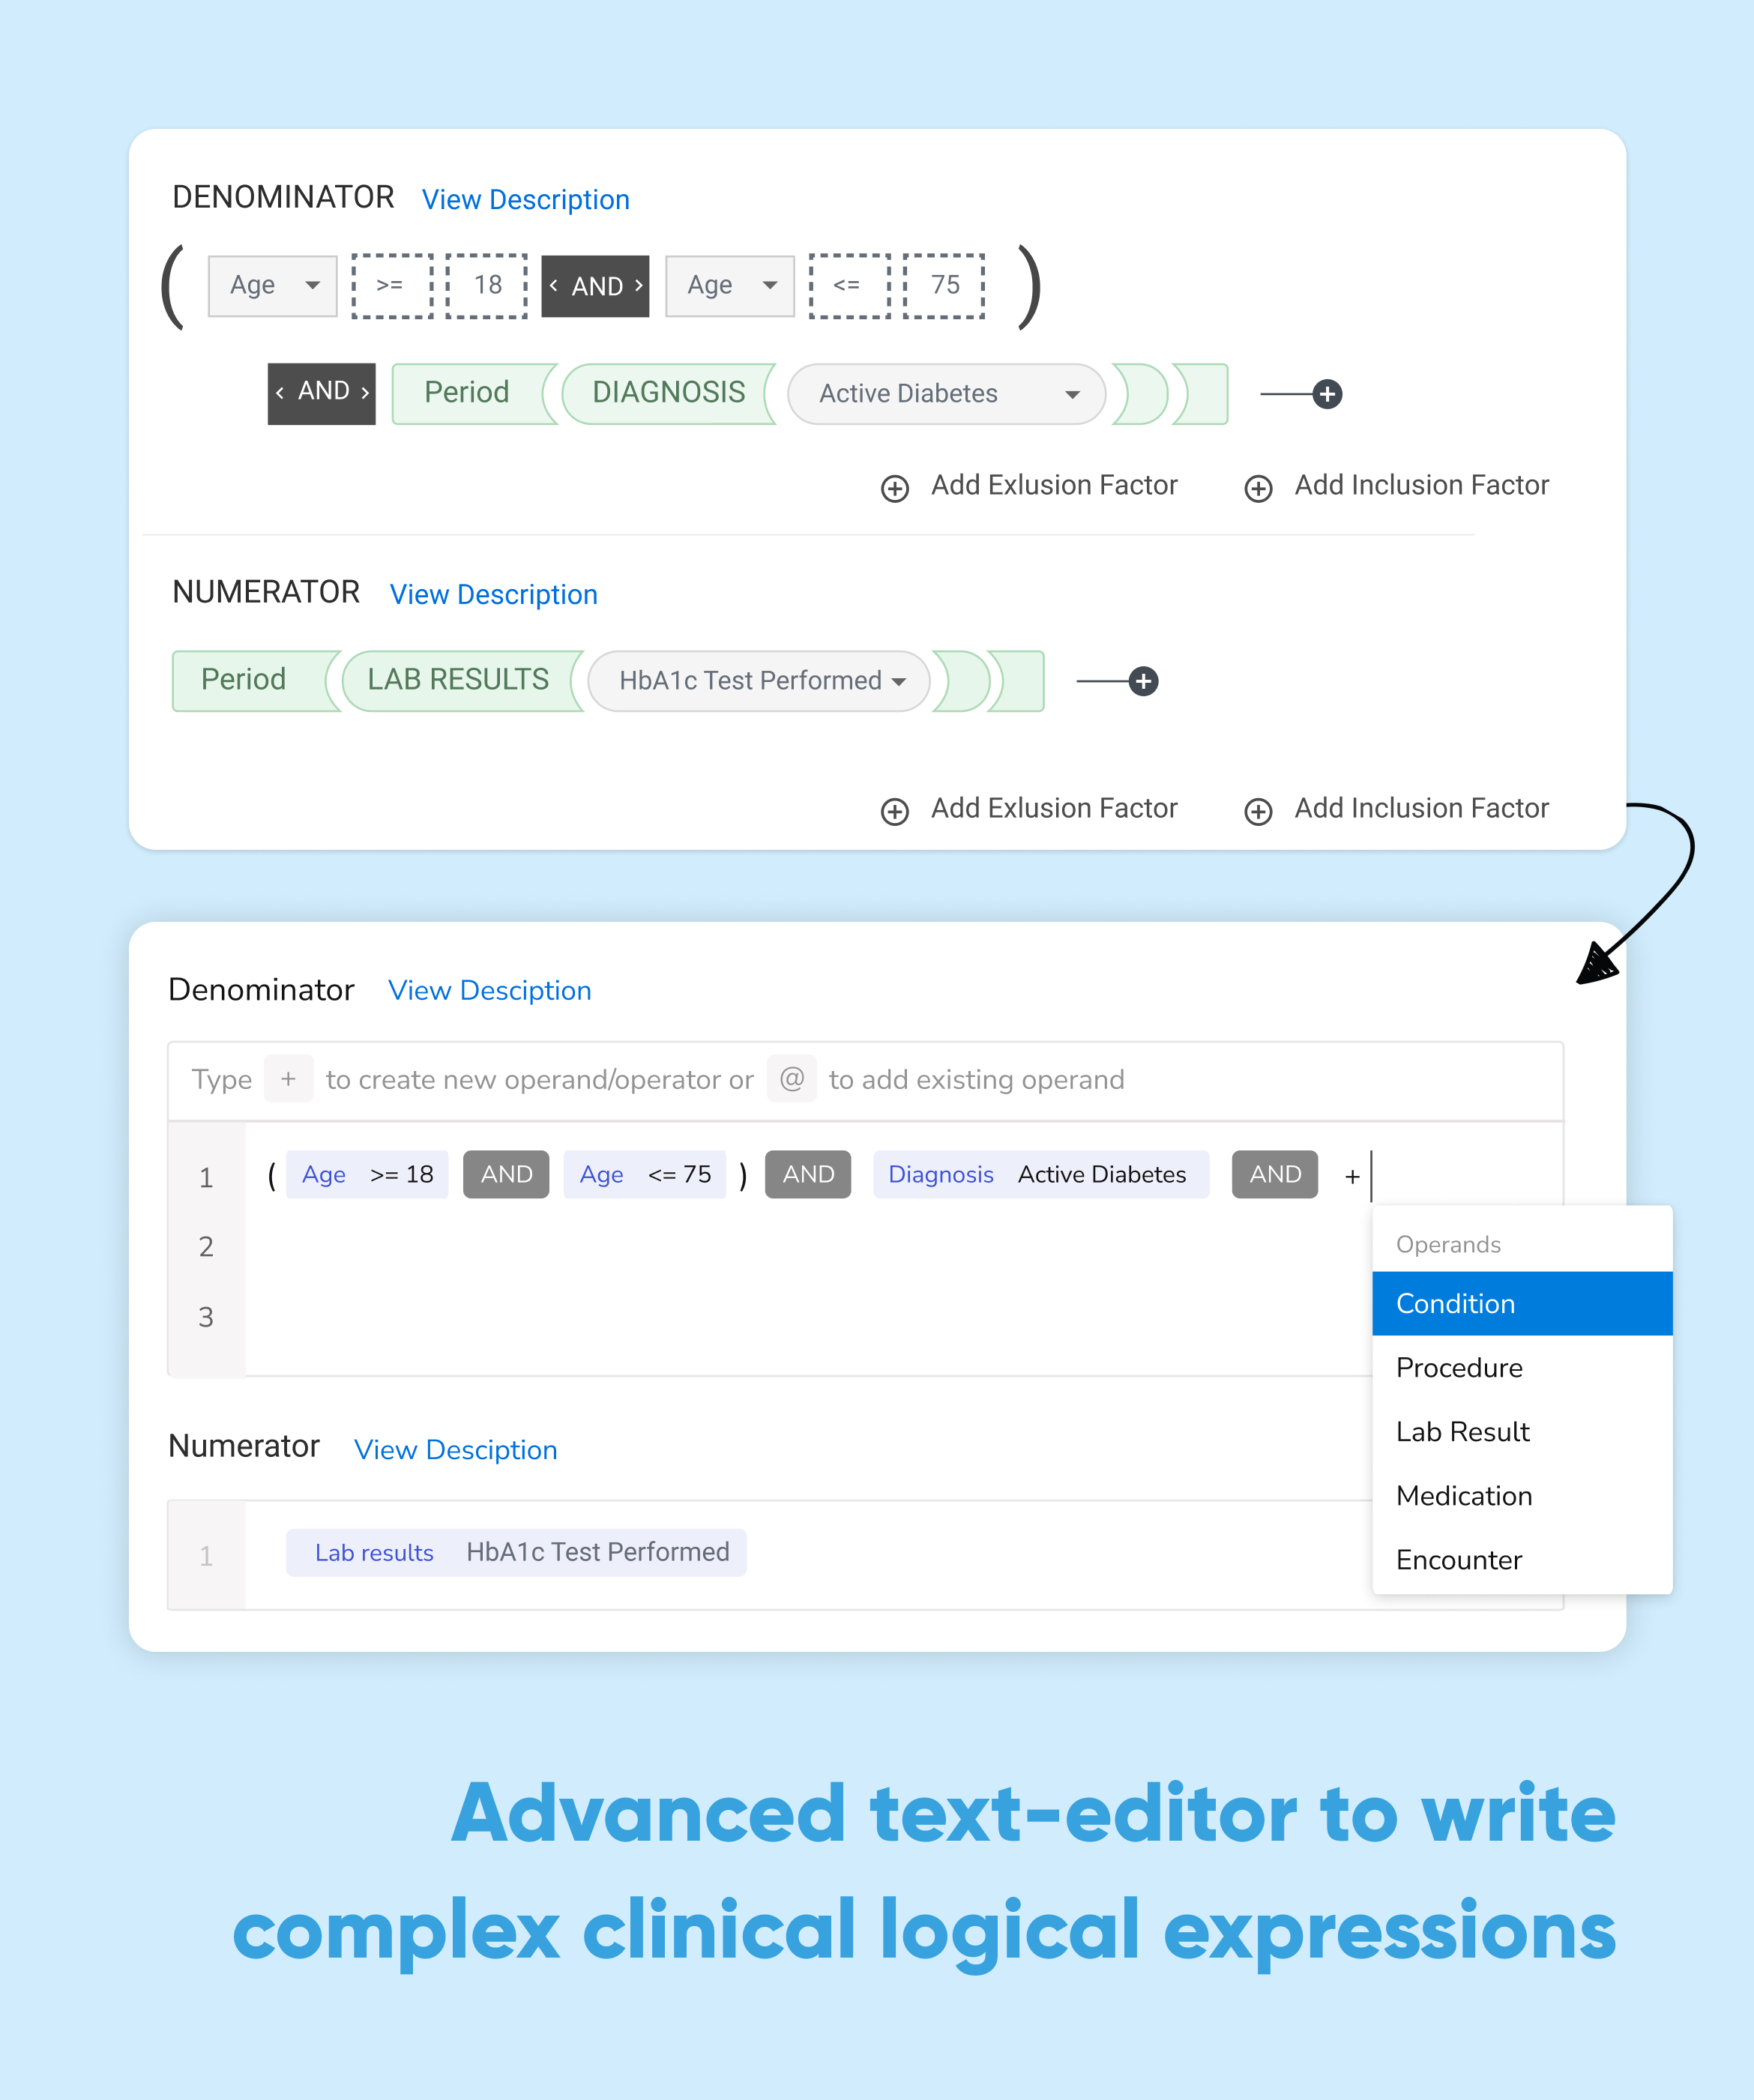 DENOMINATOR View Description
( Age >= 18 < AND > Age <= 75 )
< AND > Period DIAGNOSIS Active Diabetes
Add Exlusion Factor Add Inclusion Factor
NUMERATOR View Description
Period LAB RESULTS HbA1c Test Performed
Add Exlusion Factor Add Inclusion Factor
Denominator View Desciption
Type + to create new operand/operator or @ to add existing operand
1 ( Age >= 18 AND Age <= 75 ) AND Diagnosis Active Diabetes AND +
2
3
Operands
Condition
Procedure
Lab Result
Medication
Encounter
Numerator View Desciption
1 Lab results HbA1c Test Performed
Advanced text-editor to write
complex clinical logical expressions